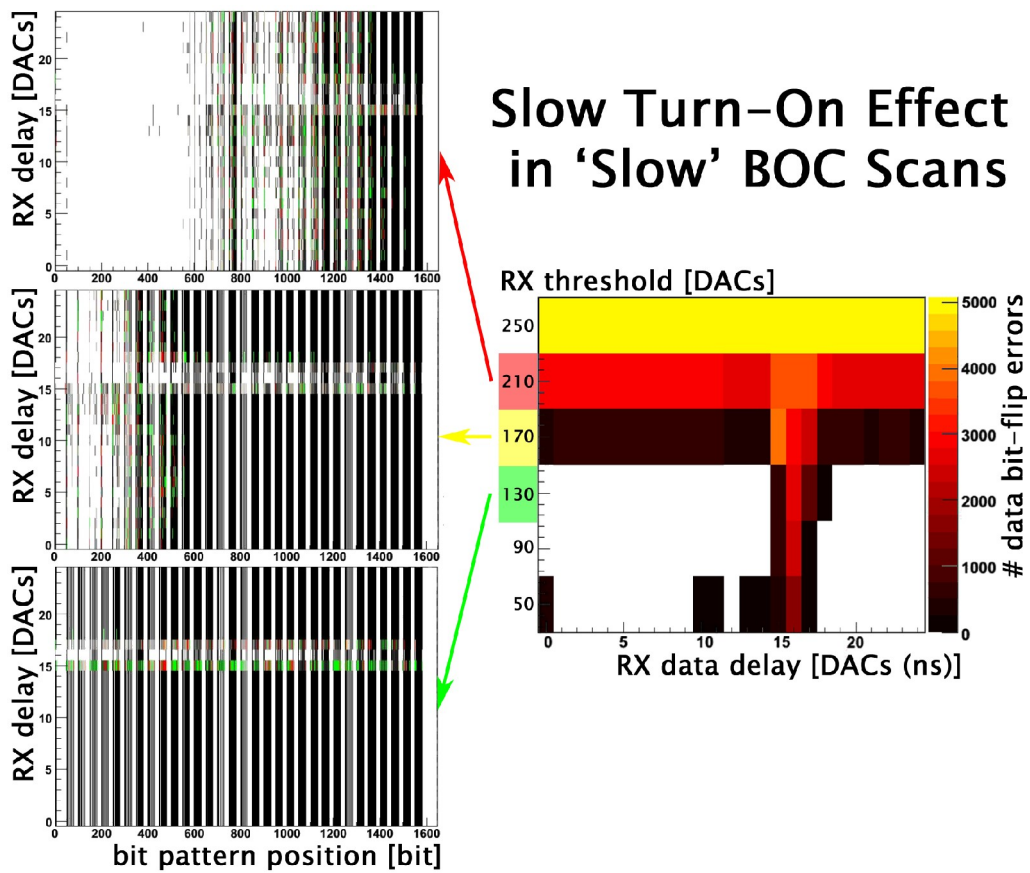 Slow Turn-On Effect
in ‘Slow’ BOC Scans
RX delay [DACs]
20
15
10
5
0
0 200 400 600 800 1000 1200 1400 1600
RX delay [DACs]
20
15
10
5
0
0 200 400 600 800 1000 1200 1400 1600
RX delay [DACs]
20
15
10
5
0
0 200 400 600 800 1000 1200 1400 1600
bit pattern position [bit]
RX threshold [DACs]
250
210
170
130
90
50
0 5 10 15 20
RX data delay [DACs (ns)]
5000
4000
3000
2000
1000
0
# data bit-flip errors